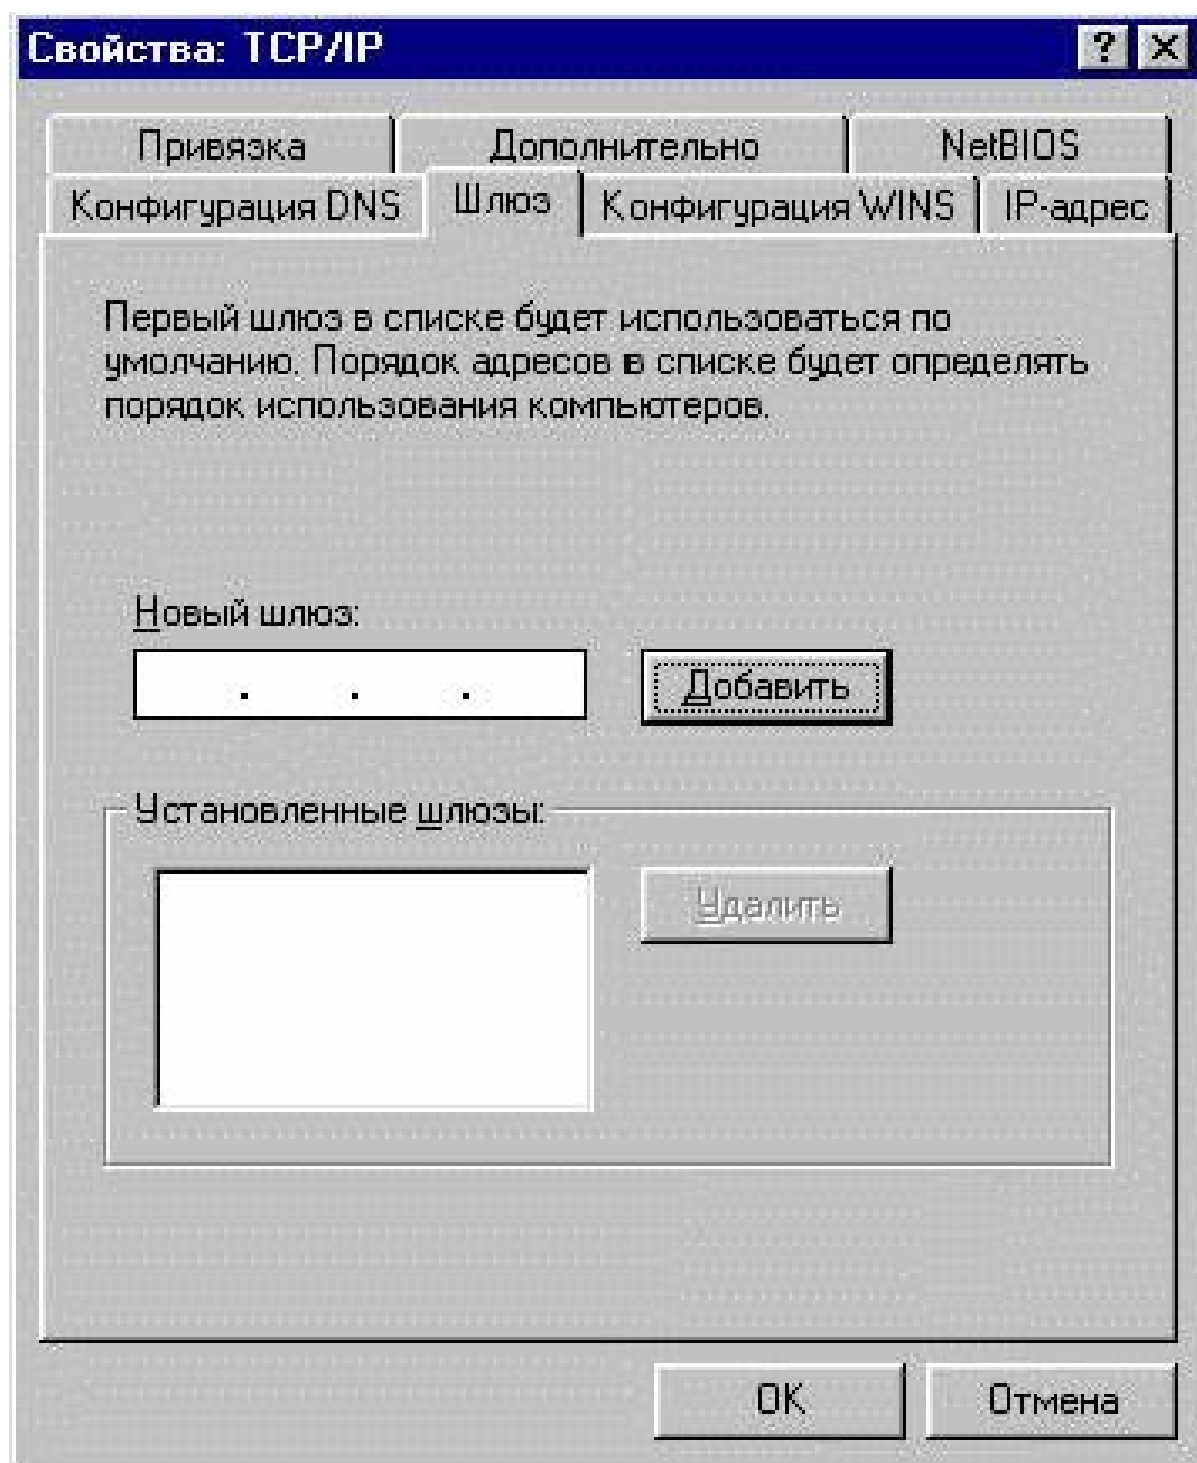 Свойства: TCP/IP
Привязка Дополнительно NetBIOS
Конфигурация DNS Шлюз Конфигурация WINS IP-адрес
Первый шлюз в списке будет использоваться по
умолчанию. Порядок адресов в списке будет определять
порядок использования компьютеров.
Новый шлюз:
. . . Добавить
Установленные шлюзы:
Удалить
OK Отмена